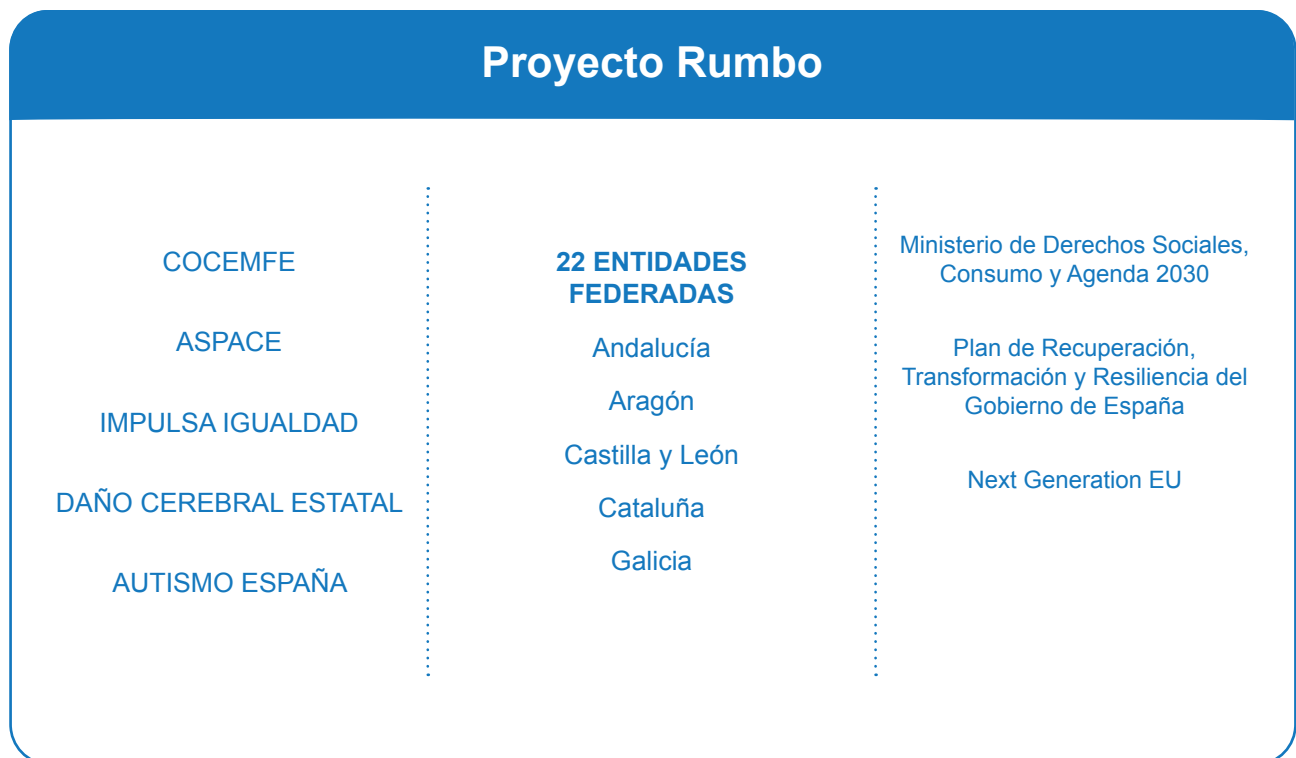 Proyecto Rumbo
COCEMFE
ASPACE
IMPULSA IGUALDAD
DAÑO CEREBRAL ESTATAL
AUTISMO ESPAÑA
22 ENTIDADES
FEDERADAS
Andalucía
Aragón
Castilla y León
Cataluña
Galicia
Ministerio de Derechos Sociales,
Consumo y Agenda 2030
Plan de Recuperación,
Transformación y Resiliencia del
Gobierno de España
Next Generation EU